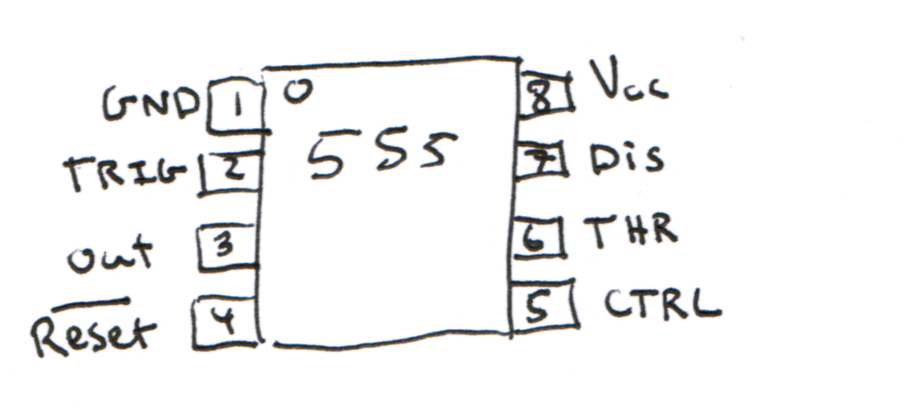 GND 1 O 8 Vcc
555
TRIG 2 7 Dis
out 3 6 THR
Reset 4 5 CTRL